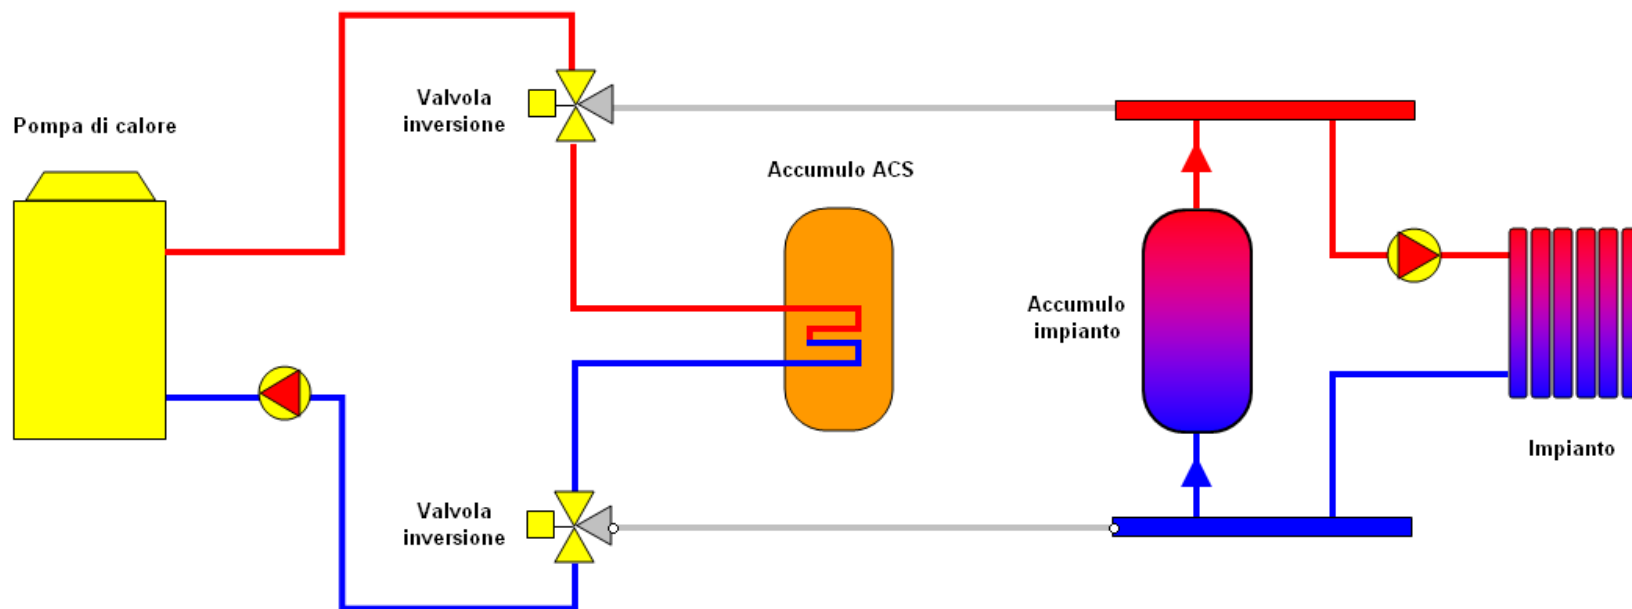 Pompa di calore
Valvola
inversione
Accumulo ACS
Accumulo
impianto
Impianto
Valvola
inversione